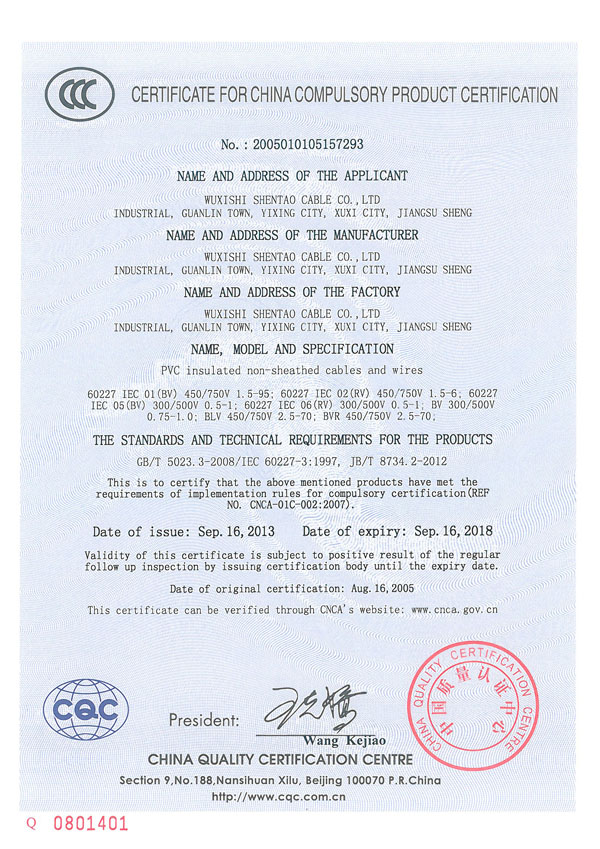 CCC
CERTIFICATE FOR CHINA COMPULSORY PRODUCT CERTIFICATION
No. : 2005010105157293
NAME AND ADDRESS OF THE APPLICANT
WUXISHI SHENTAO CABLE CO., LTD
INDUSTRIAL, GUANLIN TOWN, YIXING CITY, XUXI CITY, JIANGSU SHENG
NAME AND ADDRESS OF THE MANUFACTURER
WUXISHI SHENTAO CABLE CO., LTD
INDUSTRIAL, GUANLIN TOWN, YIXING CITY, XUXI CITY, JIANGSU SHENG
NAME AND ADDRESS OF THE FACTORY
WUXISHI SHENTAO CABLE CO., LTD
INDUSTRIAL, GUANLIN TOWN, YIXING CITY, XUXI CITY, JIANGSU SHENG
NAME, MODEL AND SPECIFICATION
PVC insulated non-sheathed cables and wires
60227 IEC 01(BV) 450/750V 1.5-95; 60227 IEC 02(RV) 450/750V 1.5-6; 60227
IEC 05(BV) 300/500V 0.5-1; 60227 IEC 06(RV) 300/500V 0.5-1; BV 300/500V
0.75-1.0; BLV 450/750V 2.5-70; BVR 450/750V 2.5-70;
THE STANDARDS AND TECHNICAL REQUIREMENTS FOR THE PRODUCTS
GB/T 5023.3-2008/IEC 60227-3:1997, JB/T 8734.2-2012
This is to certify that the above mentioned products have met the
requirements of implementation rules for compulsory certification(REF
NO. CNCA-01C-002:2007).
Date of issue: Sep. 16, 2013 Date of expiry: Sep. 16, 2018
Validity of this certificate is subject to positive result of the regular
follow up inspection by issuing certification body until the expiry date.
Date of original certification: Aug. 16, 2005
This certificate can be verified through CNCA's website: www.cnca.gov.cn
CQC
President:
Wang Kejiao
CHINA QUALITY CERTIFICATION CENTRE
中国质量认证中心
CHINA QUALITY CERTIFICATION CENTRE
Section 9, No.188, Nansihuan Xilu, Beijing 100070 P.R.China
http://www.cqc.com.cn
Q 0801401